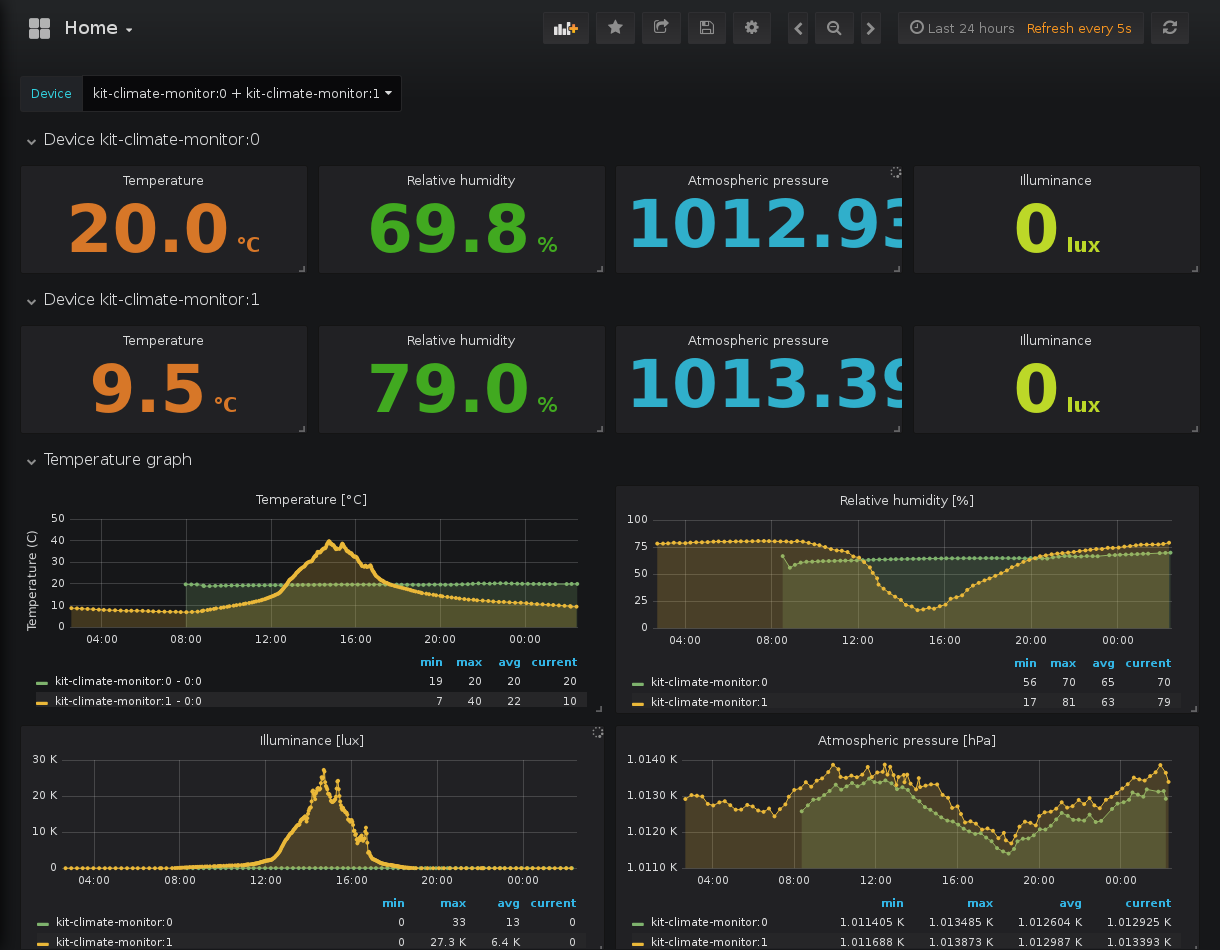 Home
Last 24 hours Refresh every 5s
Device kit-climate-monitor:0 + kit-climate-monitor:1
Device kit-climate-monitor:0
Temperature Relative humidity Atmospheric pressure Illuminance
20.0 °C 69.8 % 1012.93 0 lux
Device kit-climate-monitor:1
Temperature Relative humidity Atmospheric pressure Illuminance
9.5 °C 79.0 % 1013.39 0 lux
Temperature graph
Temperature [°C]
Temperature (C)
50
40
30
20
10
0
04:00 08:00 12:00 16:00 20:00 00:00
min max avg current
kit-climate-monitor:0 - 0:0 19 20 20 20
kit-climate-monitor:1 - 0:0 7 40 22 10
Relative humidity [%]
100
75
50
25
0
04:00 08:00 12:00 16:00 20:00 00:00
min max avg current
kit-climate-monitor:0 56 70 65 70
kit-climate-monitor:1 17 81 63 79
Illuminance [lux]
30 K
20 K
10 K
0
04:00 08:00 12:00 16:00 20:00 00:00
min max avg current
kit-climate-monitor:0 0 33 13 0
kit-climate-monitor:1 0 27.3 K 6.4 K 0
Atmospheric pressure [hPa]
1.0140 K
1.0130 K
1.0120 K
1.0110 K
04:00 08:00 12:00 16:00 20:00 00:00
min max avg current
kit-climate-monitor:0 1.011405 K 1.013485 K 1.012604 K 1.012925 K
kit-climate-monitor:1 1.011688 K 1.013873 K 1.012987 K 1.013393 K